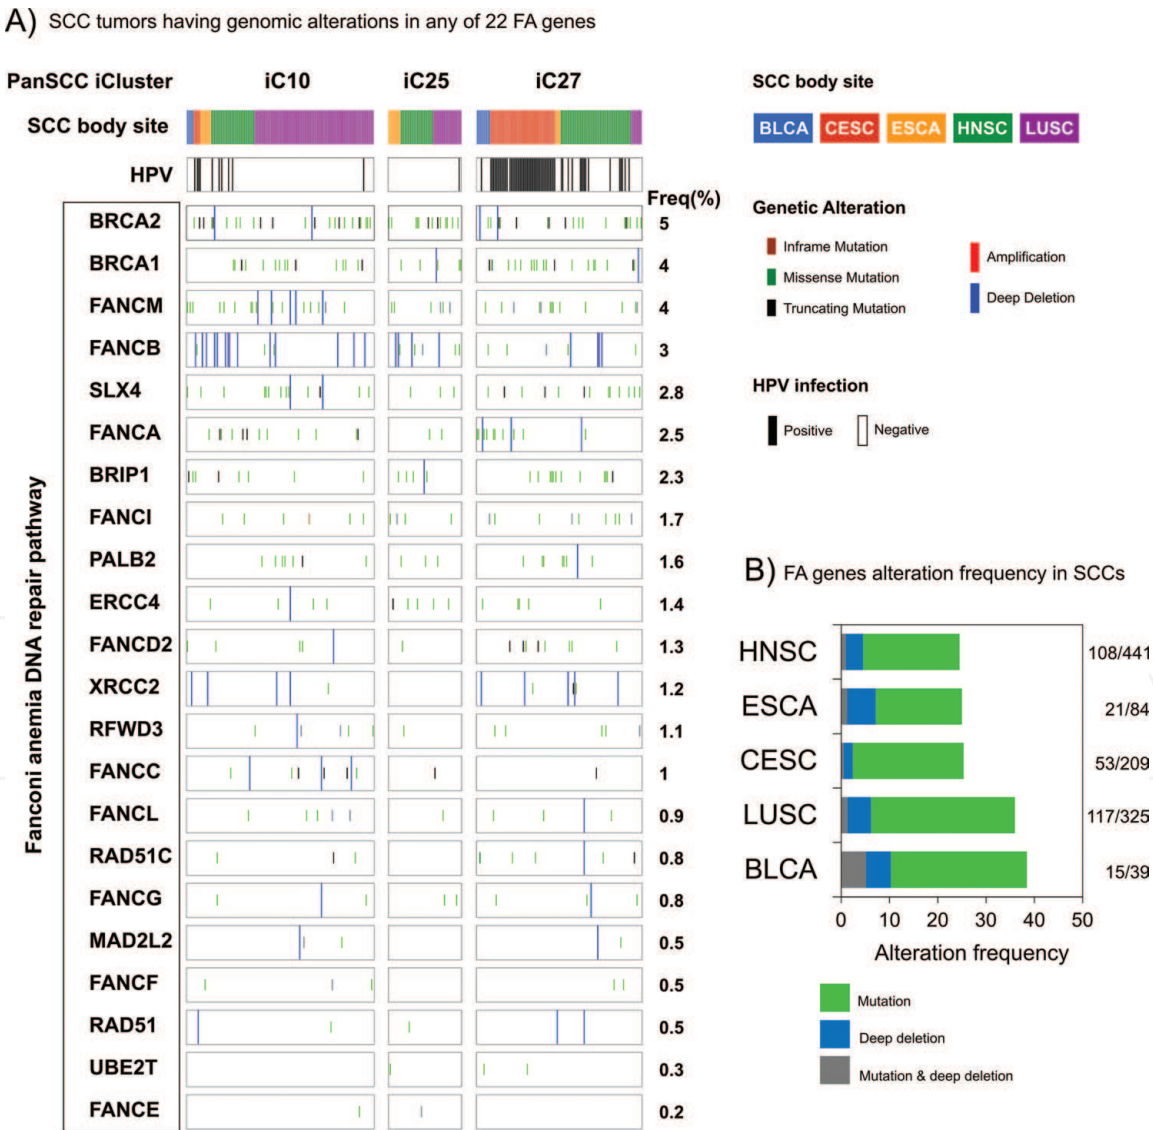 A) SCC tumors having genomic alterations in any of 22 FA genes
PanSCC iCluster iC10 iC25 iC27
SCC body site
HPV
Freq(%)
Fanconi anemia DNA repair pathway
BRCA2 5
BRCA1 4
FANCM 4
FANCB 3
SLX4 2.8
FANCA 2.5
BRIP1 2.3
FANCI 1.7
PALB2 1.6
ERCC4 1.4
FANCD2 1.3
XRCC2 1.2
RFWD3 1.1
FANCC 1
FANCL 0.9
RAD51C 0.8
FANCG 0.8
MAD2L2 0.5
FANCF 0.5
RAD51 0.5
UBE2T 0.3
FANCE 0.2
SCC body site
BLCA CESC ESCA HNSC LUSC
Genetic Alteration
Inframe Mutation
Missense Mutation
Truncating Mutation
Amplification
Deep Deletion
HPV infection
Positive Negative
B) FA genes alteration frequency in SCCs
HNSC 108/441
ESCA 21/84
CESC 53/209
LUSC 117/325
BLCA 15/39
0 10 20 30 40 50
Alteration frequency
Mutation
Deep deletion
Mutation & deep deletion